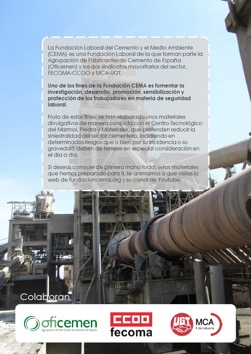 La Fundación Laboral del Cemento y el Medio Ambiente
(CEMA) es una Fundación Laboral de la que forman parte la
Agrupación de Fabricantes de Cemento de España
(Oficemen) y los dos sindicatos mayoritarios del sector,
FECOMA-CCOO y MCA-UGT.
Uno de los fines de la Fundación CEMA es fomentar la
investigación, desarrollo, promoción, sensibilización y
protección de los trabajadores en materia de seguridad
laboral.
Fruto de estos fines, se han elaborado unos materiales
divulgativos de manera conjunta con el Centro Tecnológico
del Mármol, Piedra y Materiales, que pretenden reducir la
siniestralidad del sector cementero, incidiendo en
determinados riesgos que o bien por su incidencia o su
gravedad, deben de tenerse en especial consideración en
el día a día.
Si deseas conocer de primera mano todos estos materiales
que hemos preparado para ti, te animamos a que visites la
web de fundacioncema.org y su canal de Youtube.
Colaboran:
oficemen
CCOO
fecoma
UGT
MCA